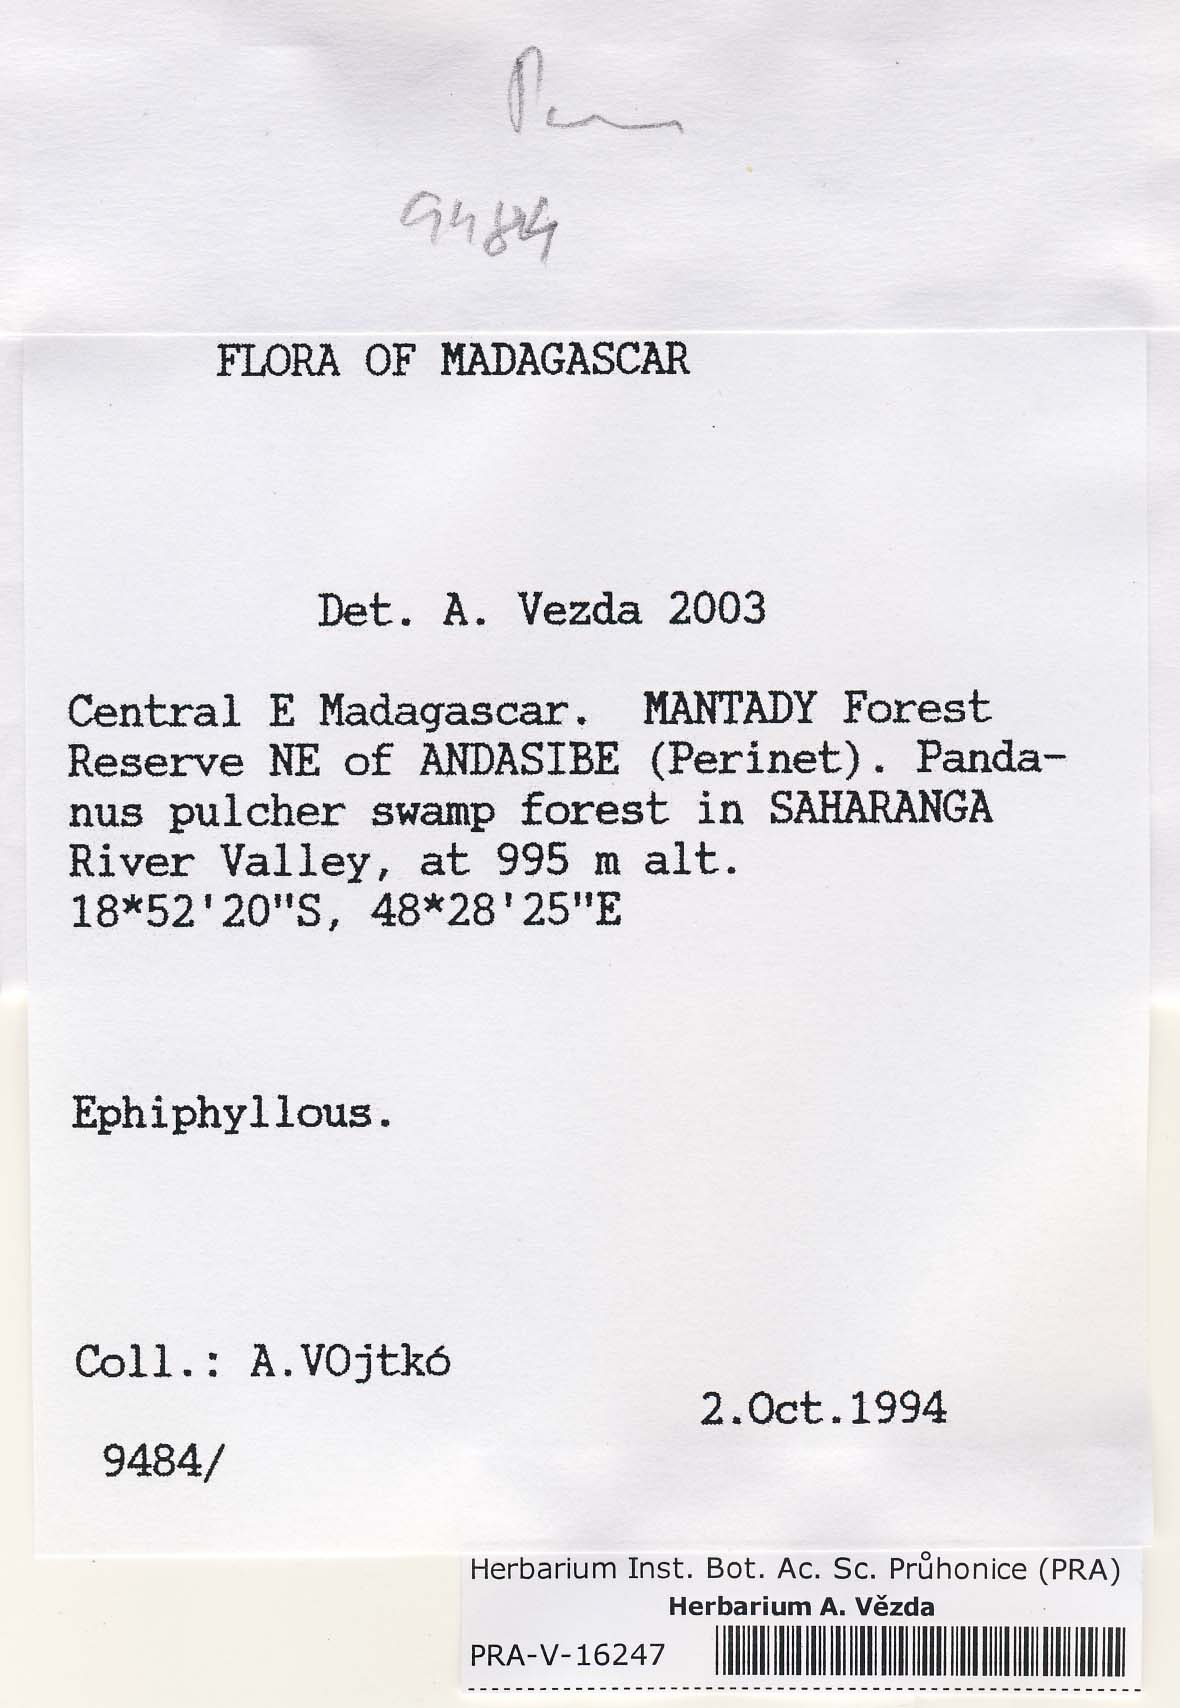 9484
FLORA OF MADAGASCAR
Det. A. Vezda 2003
Central E Madagascar. MANTADY Forest
Reserve NE of ANDASIBE (Perinet). Panda-
nus pulcher swamp forest in SAHARANGA
River Valley, at 995 m alt.
18*52'20"S, 48*28'25"E
Ephiphyllous.
Coll.: A.VOjtkó
2.Oct.1994
9484/
Herbarium Inst. Bot. Ac. Sc. Průhonice (PRA)
Herbarium A. Vězda
PRA-V-16247